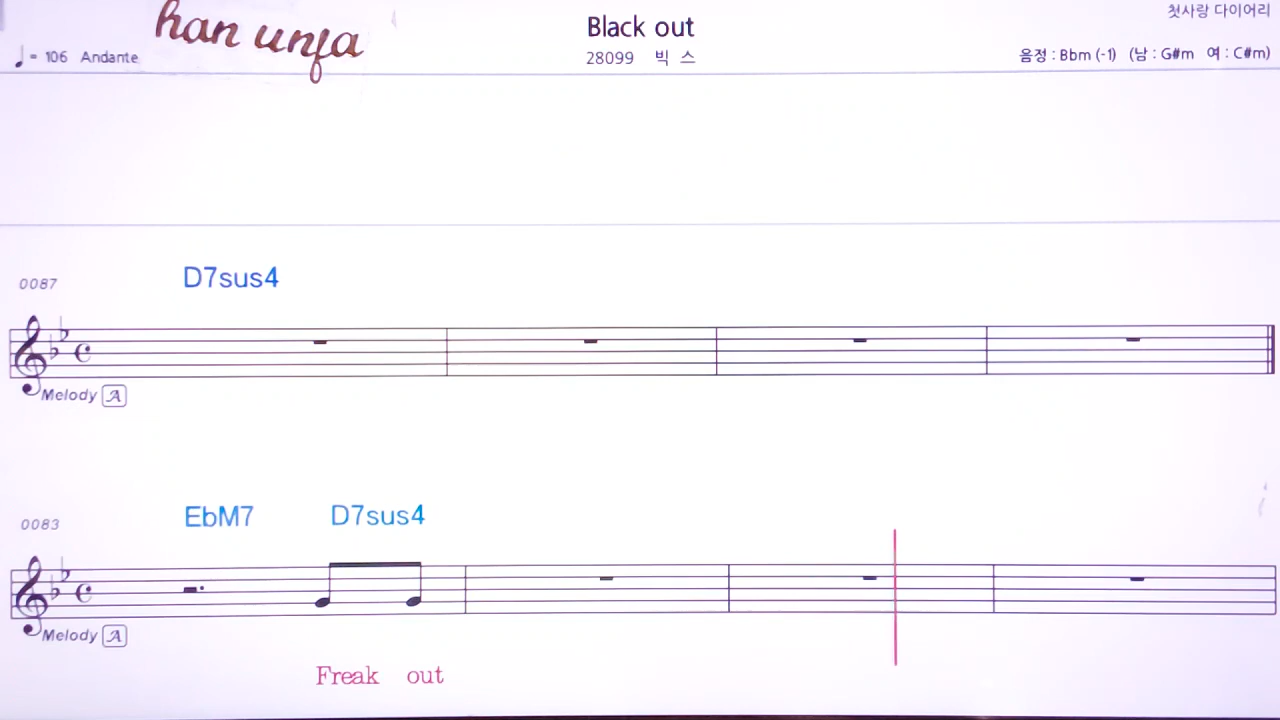 han unfa
Black out
첫사랑 다이어리
♩= 106 Andante
28099 빅 스
음정 : Bbm (-1) (남 : G#m 여 : C#m)
0087
D7sus4
Melody A
0083
EbM7 D7sus4
Melody A
Freak out